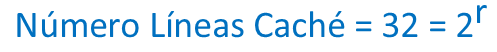 Número Líneas Caché = 32 = 2^r